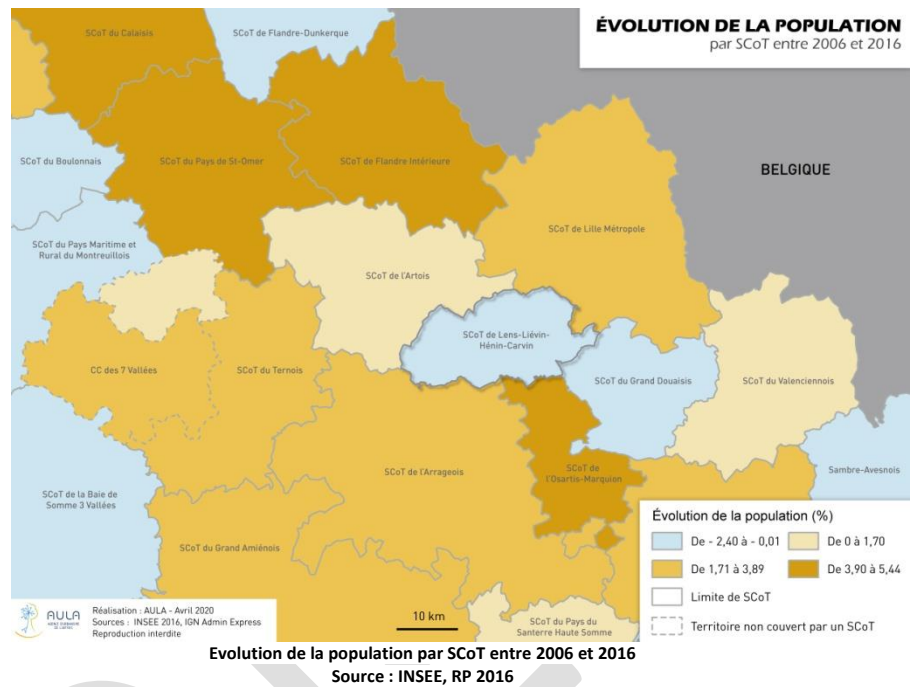 ÉVOLUTION DE LA POPULATION
par SCoT entre 2006 et 2016
SCoT du Calaisis
SCoT de Flandre-Dunkerque
SCoT du Boulonnais
SCoT du Pays de St-Omer
SCoT de Flandre Intérieure
BELGIQUE
SCoT de Lille Métropole
SCoT du Pays Maritime et
Rural du Montreuillois
SCoT de l'Artois
SCoT de Lens-Liévin-
Hénin-Carvin
CC des 7 Vallées
SCoT du Ternois
SCoT du Grand Douaisis
SCoT du Valenciennois
SCoT de l'Arrageois
SCoT de
l'Osartis-Marquion
Sambre-Avesnois
SCoT de la Baie de
Somme 3 Vallées
SCoT du Grand Amiénois
SCoT du Pays du
Santerre Haute Somme
Évolution de la population (%)
De - 2,40 à - 0,01
De 0 à 1,70
De 1,71 à 3,89
De 3,90 à 5,44
Limite de SCoT
Territoire non couvert par un SCoT
10 km
AULA
Réalisation : AULA - Avril 2020
Sources : INSEE 2016, IGN Admin Express
Reproduction interdite
Evolution de la population par SCoT entre 2006 et 2016
Source : INSEE, RP 2016